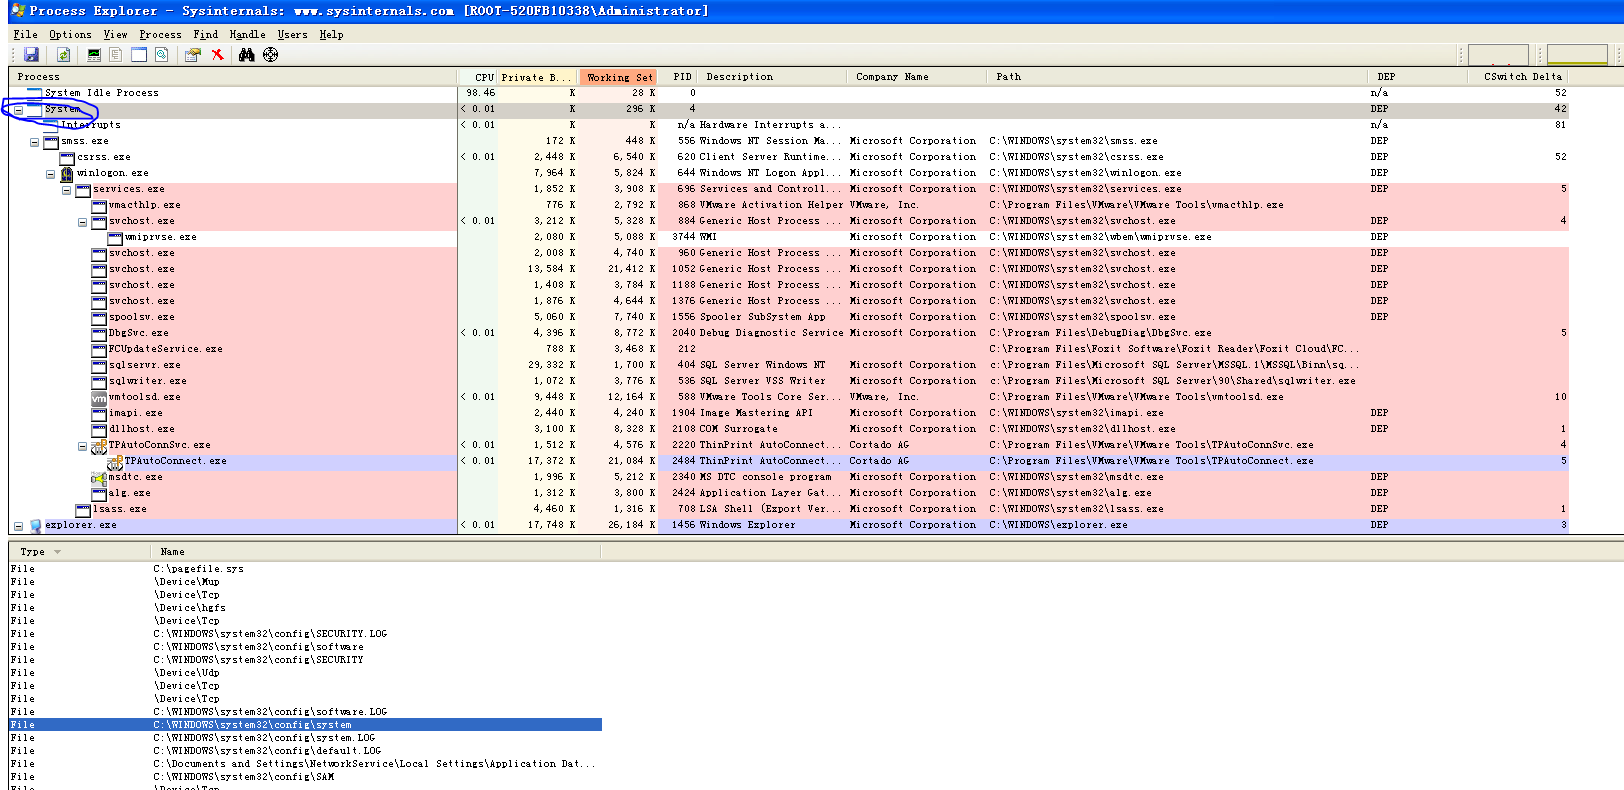 Process Explorer - Sysinternals: www.sysinternals.com [ROOT-520FB10338\Administrator]
File Options View Process Find Handle Users Help
Process CPU Private B... Working Set PID Description Company Name Path DEP CSwitch Delta
System Idle Process 98.46 K 28 K 0 n/a 52
System < 0.01 K 296 K 4 DEP 42
Interrupts < 0.01 K K n/a Hardware Interrupts a... n/a 81
smss.exe 172 K 448 K 556 Windows NT Session Ma... Microsoft Corporation C:\WINDOWS\system32\smss.exe DEP
csrss.exe < 0.01 2,448 K 6,540 K 620 Client Server Runtime... Microsoft Corporation C:\WINDOWS\system32\csrss.exe DEP 52
winlogon.exe 7,964 K 5,824 K 644 Windows NT Logon Appl... Microsoft Corporation C:\WINDOWS\system32\winlogon.exe DEP
services.exe 1,852 K 3,908 K 696 Services and Controll... Microsoft Corporation C:\WINDOWS\system32\services.exe DEP 5
vmacthlp.exe 776 K 2,792 K 868 VMware Activation Helper VMware, Inc. C:\Program Files\VMware\VMware Tools\vmacthlp.exe
svchost.exe < 0.01 3,212 K 5,328 K 884 Generic Host Process ... Microsoft Corporation C:\WINDOWS\system32\svchost.exe DEP 4
wmiprvse.exe 2,080 K 5,088 K 3744 WMI Microsoft Corporation C:\WINDOWS\system32\wbem\wmiprvse.exe DEP
svchost.exe 2,008 K 4,740 K 960 Generic Host Process ... Microsoft Corporation C:\WINDOWS\system32\svchost.exe DEP
svchost.exe 13,584 K 21,412 K 1052 Generic Host Process ... Microsoft Corporation C:\WINDOWS\system32\svchost.exe DEP
svchost.exe 1,408 K 3,784 K 1188 Generic Host Process ... Microsoft Corporation C:\WINDOWS\system32\svchost.exe DEP
svchost.exe 1,876 K 4,644 K 1376 Generic Host Process ... Microsoft Corporation C:\WINDOWS\system32\svchost.exe DEP
spoolsv.exe 5,060 K 7,740 K 1556 Spooler SubSystem App Microsoft Corporation C:\WINDOWS\system32\spoolsv.exe DEP
DbgSvc.exe < 0.01 4,396 K 8,772 K 2040 Debug Diagnostic Service Microsoft Corporation C:\Program Files\DebugDiag\DbgSvc.exe 5
FCUpdateService.exe 788 K 3,468 K 212 C:\Program Files\Foxit Software\Foxit Reader\Foxit Cloud\FC...
sqlservr.exe 29,332 K 1,700 K 404 SQL Server Windows NT Microsoft Corporation c:\Program Files\Microsoft SQL Server\MSSQL.1\MSSQL\Binn\sq...
sqlwriter.exe 1,072 K 3,776 K 536 SQL Server VSS Writer Microsoft Corporation c:\Program Files\Microsoft SQL Server\90\Shared\sqlwriter.exe
vmtoolsd.exe < 0.01 9,448 K 12,164 K 588 VMware Tools Core Ser... VMware, Inc. C:\Program Files\VMware\VMware Tools\vmtoolsd.exe 10
imapi.exe 2,440 K 4,240 K 1904 Image Mastering API Microsoft Corporation C:\WINDOWS\system32\imapi.exe DEP
dllhost.exe 3,100 K 8,328 K 2108 COM Surrogate Microsoft Corporation C:\WINDOWS\system32\dllhost.exe DEP 1
TPAutoConnSvc.exe < 0.01 1,512 K 4,576 K 2220 ThinPrint AutoConnect... Cortado AG C:\Program Files\VMware\VMware Tools\TPAutoConnSvc.exe 4
TPAutoConnect.exe < 0.01 17,372 K 21,084 K 2484 ThinPrint AutoConnect... Cortado AG C:\Program Files\VMware\VMware Tools\TPAutoConnect.exe 5
msdtc.exe 1,996 K 5,212 K 2340 MS DTC console program Microsoft Corporation C:\WINDOWS\system32\msdtc.exe DEP
alg.exe 1,312 K 3,800 K 2424 Application Layer Gat... Microsoft Corporation C:\WINDOWS\system32\alg.exe DEP
lsass.exe 4,460 K 1,316 K 708 LSA Shell (Export Ver... Microsoft Corporation C:\WINDOWS\system32\lsass.exe DEP 1
explorer.exe < 0.01 17,748 K 26,184 K 1456 Windows Explorer Microsoft Corporation C:\WINDOWS\explorer.exe DEP 3
Type Name
File C:\pagefile.sys
File \Device\Mup
File \Device\Tcp
File \Device\hgfs
File \Device\Tcp
File C:\WINDOWS\system32\config\SECURITY.LOG
File C:\WINDOWS\system32\config\software
File C:\WINDOWS\system32\config\SECURITY
File \Device\Udp
File \Device\Tcp
File \Device\Tcp
File C:\WINDOWS\system32\config\software.LOG
File C:\WINDOWS\system32\config\system
File C:\WINDOWS\system32\config\system.LOG
File C:\WINDOWS\system32\config\default.LOG
File C:\Documents and Settings\NetworkService\Local Settings\Application Dat...
File C:\WINDOWS\system32\config\SAM
File \Device\Tcp